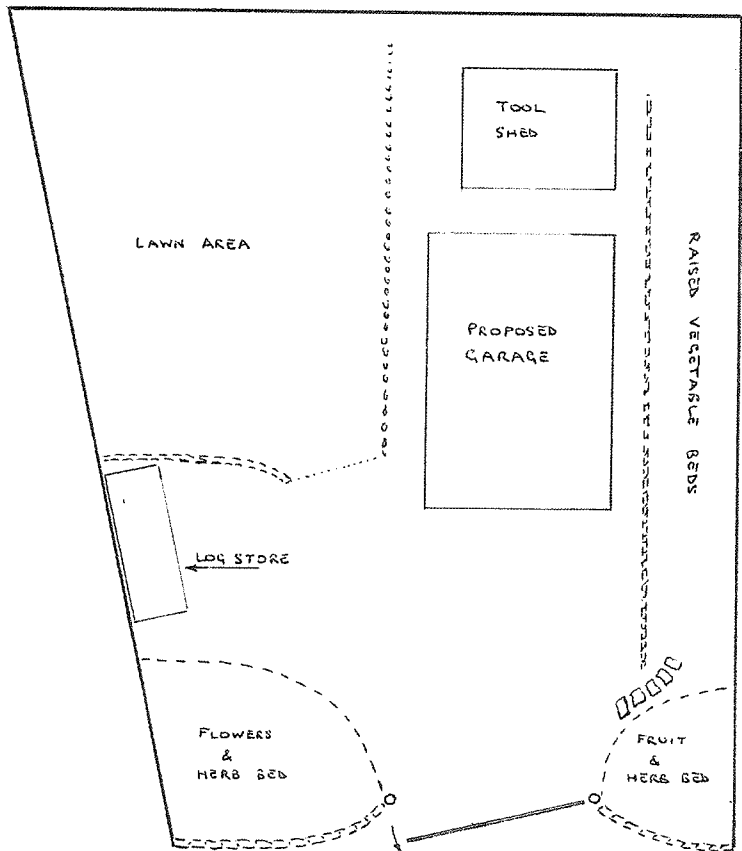 TOOL
SHED
LAWN AREA
PROPOSED
GARAGE
RAISED VEGETABLE BEDS
LOG STORE
FLOWERS
&
HERB BED
FRUIT
&
HERB BED